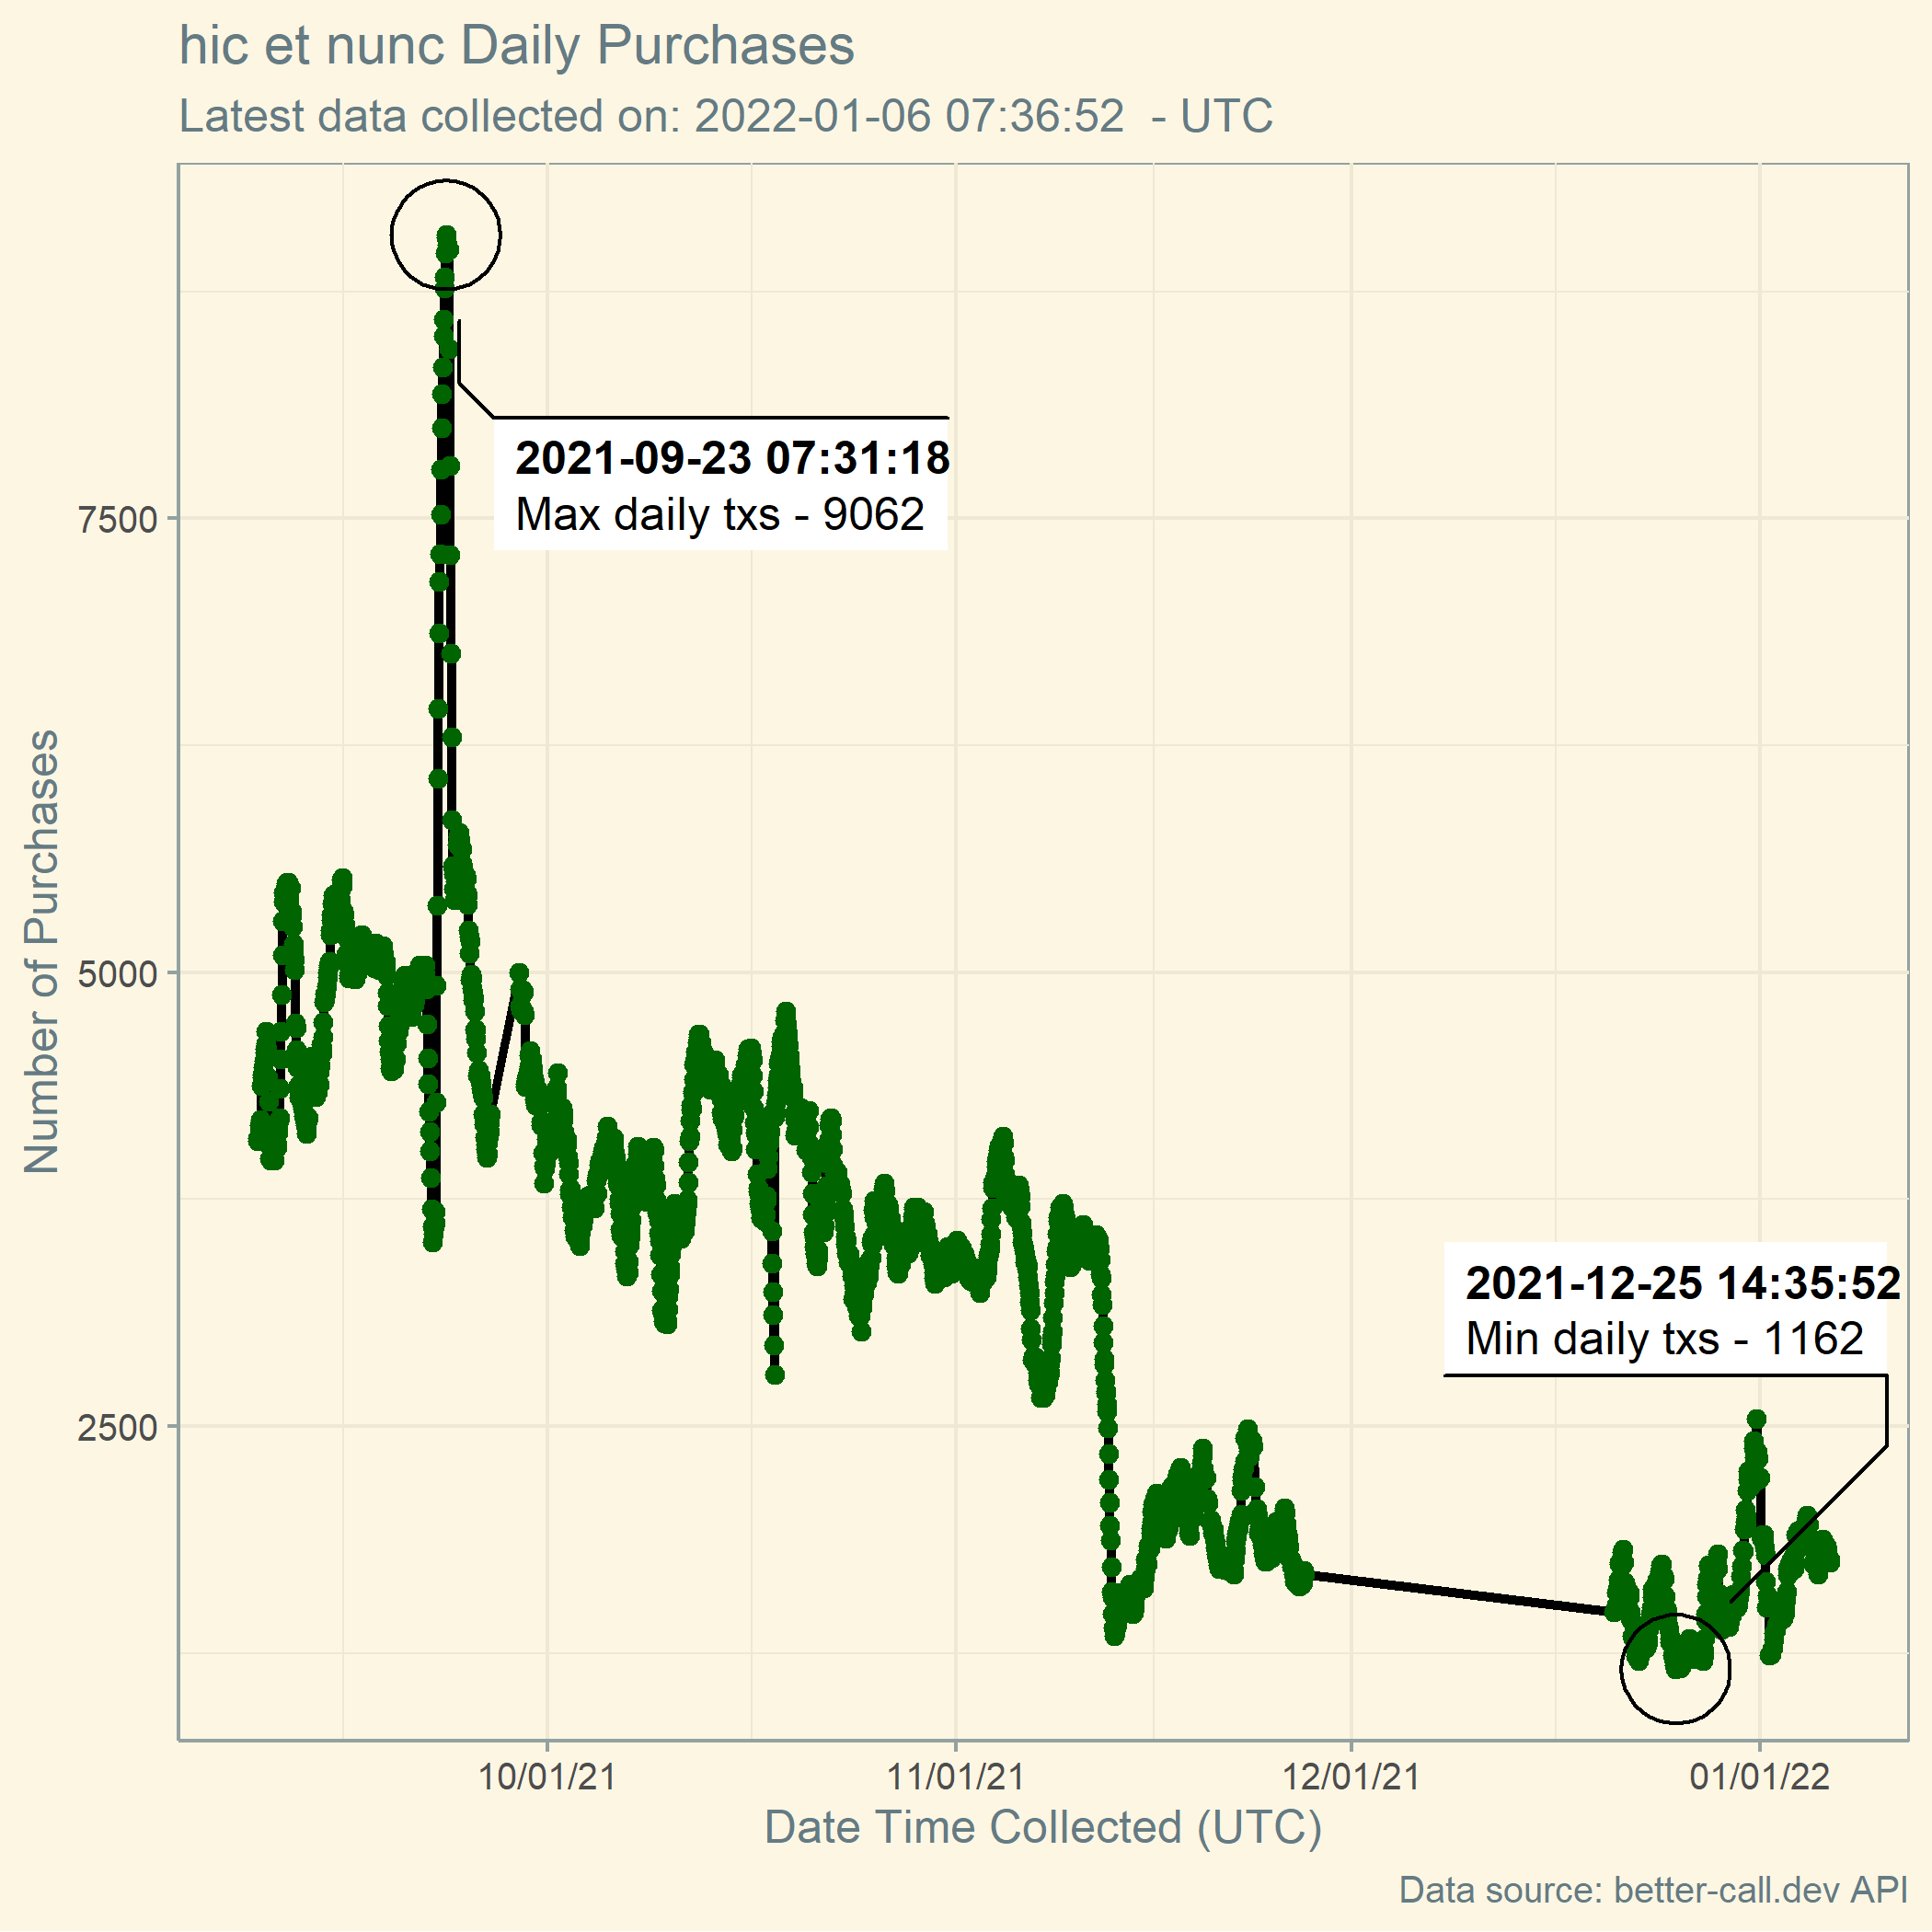 hic et nunc Daily Purchases
Latest data collected on: 2022-01-06 07:36:52  - UTC
2021-09-23 07:31:18
Max daily txs - 9062
7500
5000
2500
Number of Purchases
2021-12-25 14:35:52
Min daily txs - 1162
10/01/21
11/01/21
12/01/21
01/01/22
Date Time Collected (UTC)
Data source: better-call.dev API